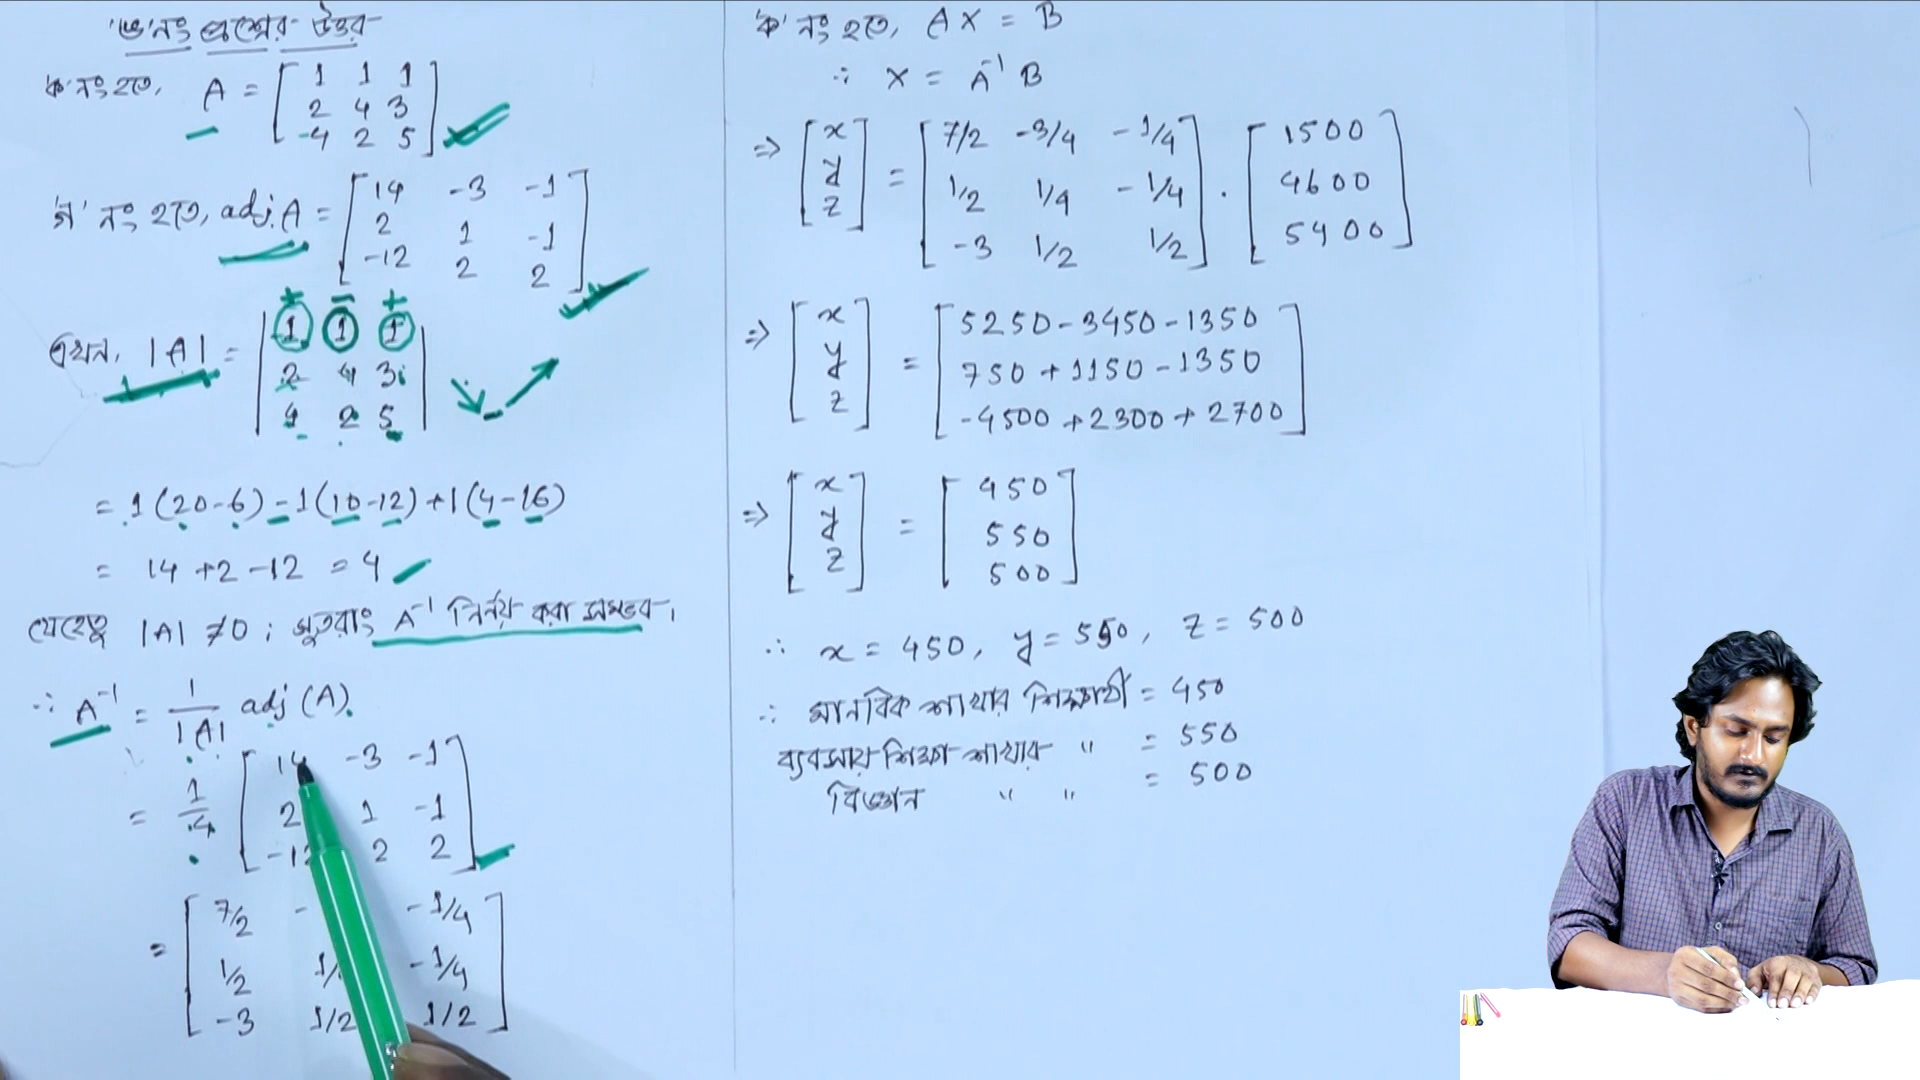 'ঙ' নং প্রশ্নের উত্তর
'ক' নং হতে, A = [ 1 1 1
2 4 3
4 2 5 ]
'গ' নং হতে, adj.A = [ 14 -3 -1
2 1 -1
-12 2 2 ]
+ - +
এখন, |A| = | 1 1 1
2 4 3
4 2 5 |
= 1(20-6) -1(10-12) +1(4-16)
= 14 +2 -12 = 4
যেহেতু |A| ≠ 0 ; সুতরাং A⁻¹ নির্নয় করা সম্ভব।
∴ A⁻¹ = 1/|A| adj (A).
= 1/4 [ 14 -3 -1
2 1 -1
-12 2 2 ]
= [ 7/2 - -1/4
1/2 1/ -1/4
-3 1/2 1/2 ]
'ক' নং হতে, AX = B
∴ X = A⁻¹ B
⇒ [ x y z ] = [ 7/2 -3/4 -1/4
1/2 1/4 -1/4
-3 1/2 1/2 ] . [ 1500
4600
5400 ]
⇒ [ x y z ] = [ 5250-3450-1350
750+1150-1350
-4500+2300+2700 ]
⇒ [ x y z ] = [ 450
550
500 ]
∴ x = 450, y = 550, z = 500
∴ মানবিক শাখার শিক্ষার্থী = 450
ব্যবসায় শিক্ষা শাখার " = 550
বিজ্ঞান " " = 500